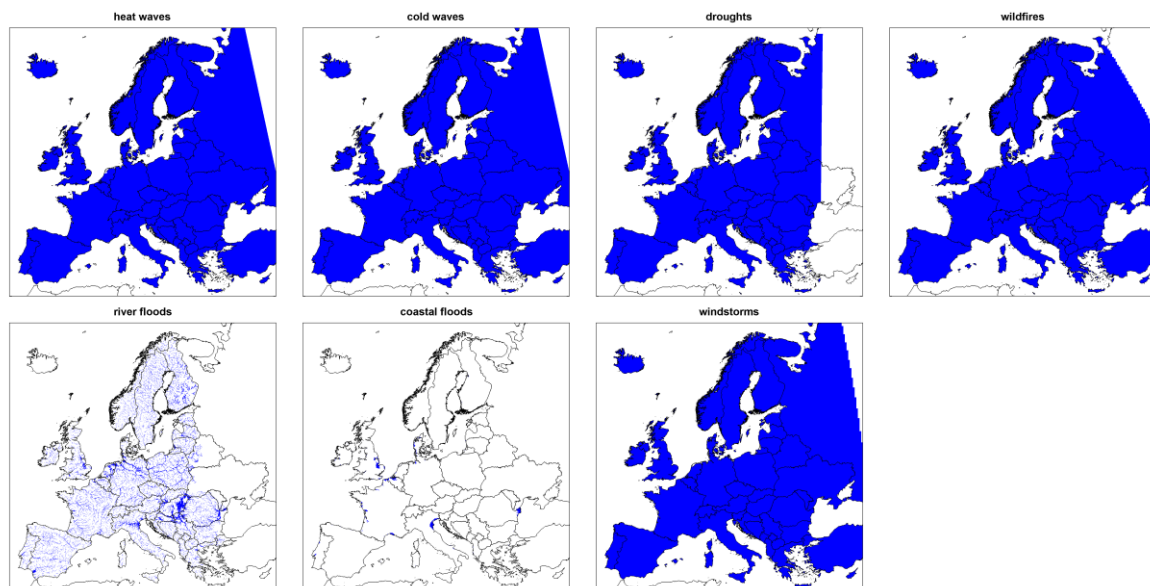 heat waves
cold waves
droughts
wildfires
river floods
coastal floods
windstorms